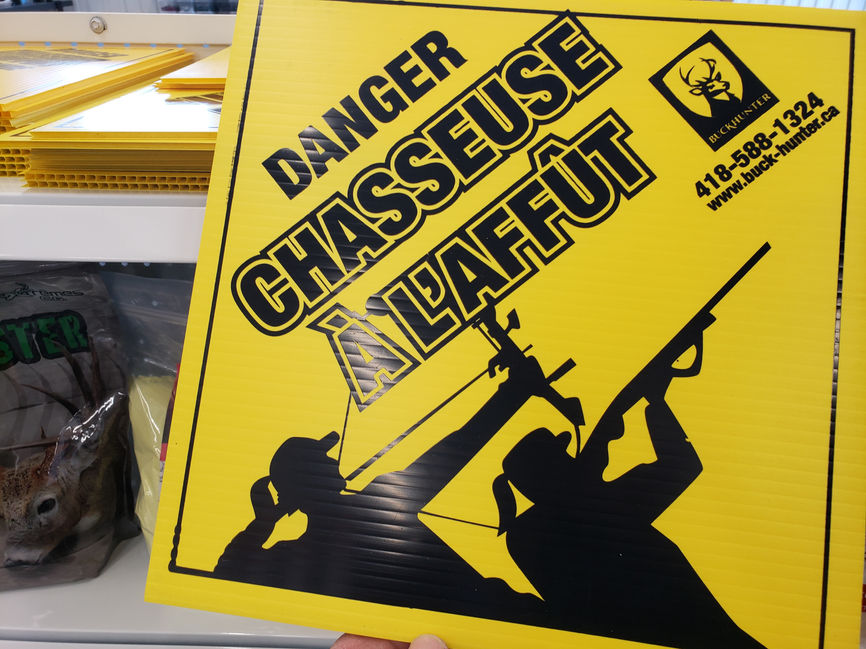 DANGER
CHASSEUSE
À L'AFFÛT
BUCKHUNTER
418-588-1324
www.buck-hunter.ca